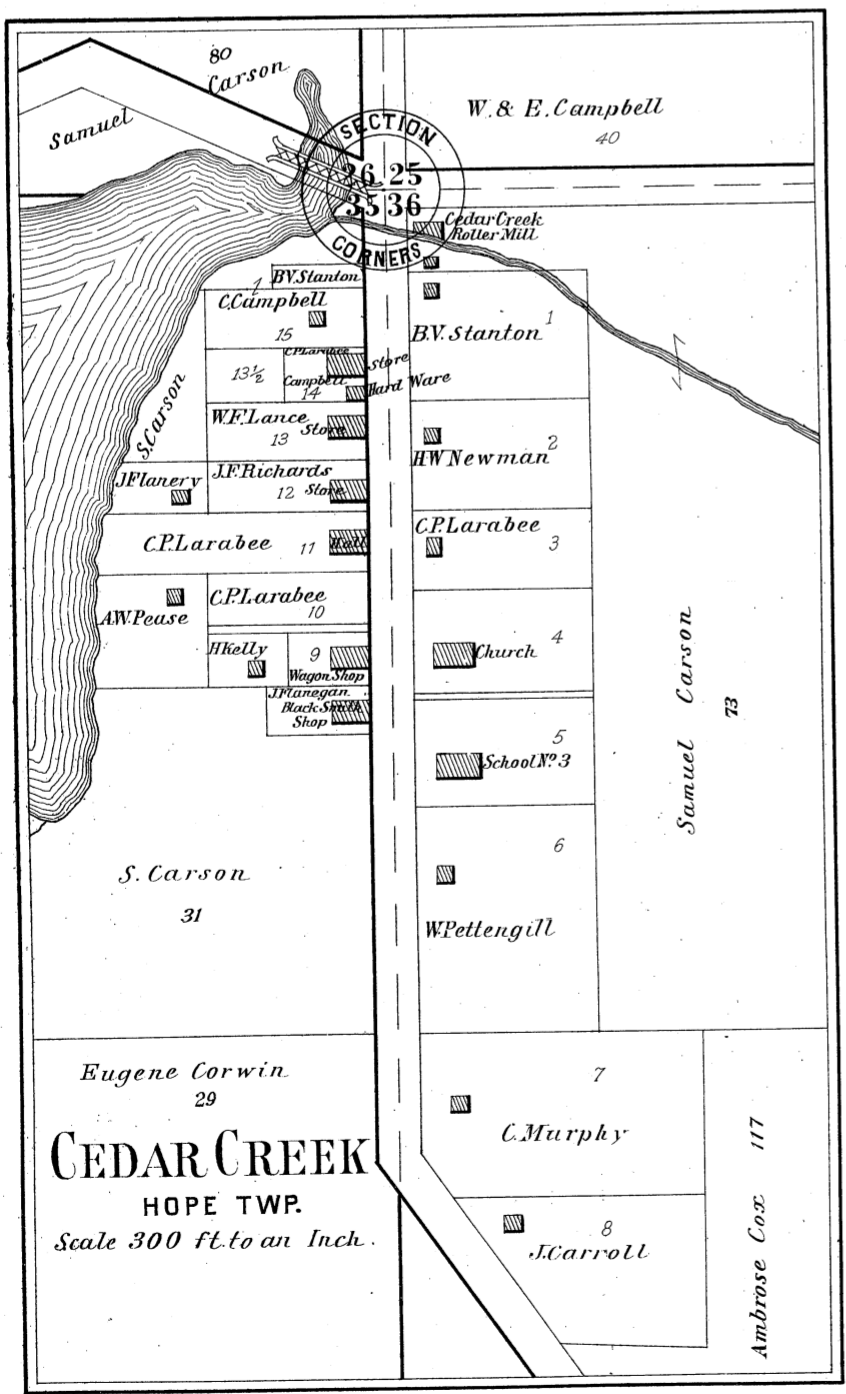 80
Carson
Samuel
W. & E. Campbell
40
SECTION
26 25
35 36
CORNERS
Cedar Creek
Roller Mill
B.V. Stanton
C. Campbell
15
B.V. Stanton
1
C.P. Larabee
Store
13½
Campbell
14
Hard Ware
S. Carson
W.F. Lance
13 Store
H W Newman
2
J Flanery
J.F. Richards
12 Store
C.P. Larabee
11 Hall
C.P. Larabee
3
A.W. Pease
C.P. Larabee
10
H Kelly
9
Wagon Shop
Church
4
J. Flanegan
Black Smith
Shop
School No. 3
5
Samuel Carson
73
S. Carson
31
6
W. Pettengill
Eugene Corwin
29
CEDAR CREEK
HOPE TWP.
Scale 300 ft. to an Inch.
7
C. Murphy
8
J. Carroll
Ambrose Cox 117